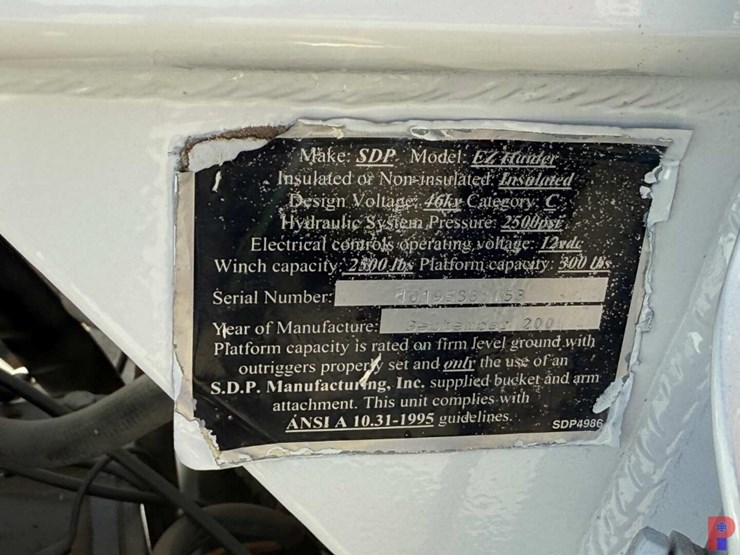 Make: SDP Model: EZ Hauler
Insulated or Non-insulated: Insulated
Design Voltage: 46kv Category: C
Hydraulic System Pressure: 2500psi
Electrical controls operating voltage: 12vdc
Winch capacity: 2500 lbs Platform capacity: 300 lbs
Serial Number:
Year of Manufacture: 200
Platform capacity is rated on firm level ground with
outriggers properly set and only the use of an
S.D.P. Manufacturing, Inc. supplied bucket and arm
attachment. This unit complies with
ANSI A 10.31-1995 guidelines.
SDP4986